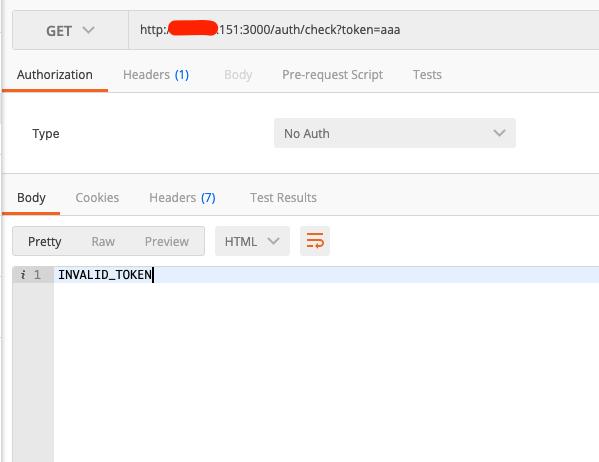 GET http:/ 151:3000/auth/check?token=aaa
Authorization Headers (1) Body Pre-request Script Tests
Type No Auth
Body Cookies Headers (7) Test Results
Pretty Raw Preview HTML
i 1 INVALID_TOKEN